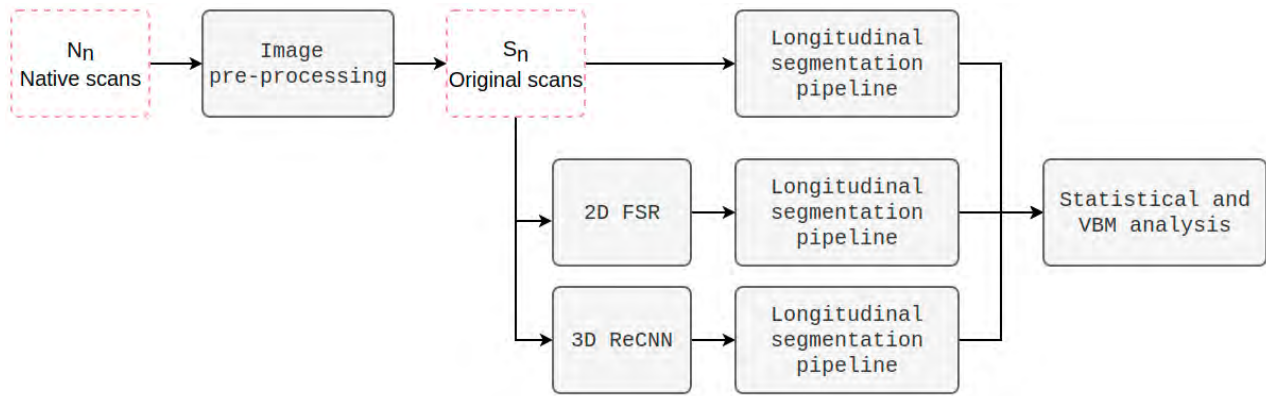 Nn
Native scans
Image
pre-processing
Sn
Original scans
Longitudinal
segmentation
pipeline
2D FSR
Longitudinal
segmentation
pipeline
Statistical and
VBM analysis
3D ReCNN
Longitudinal
segmentation
pipeline